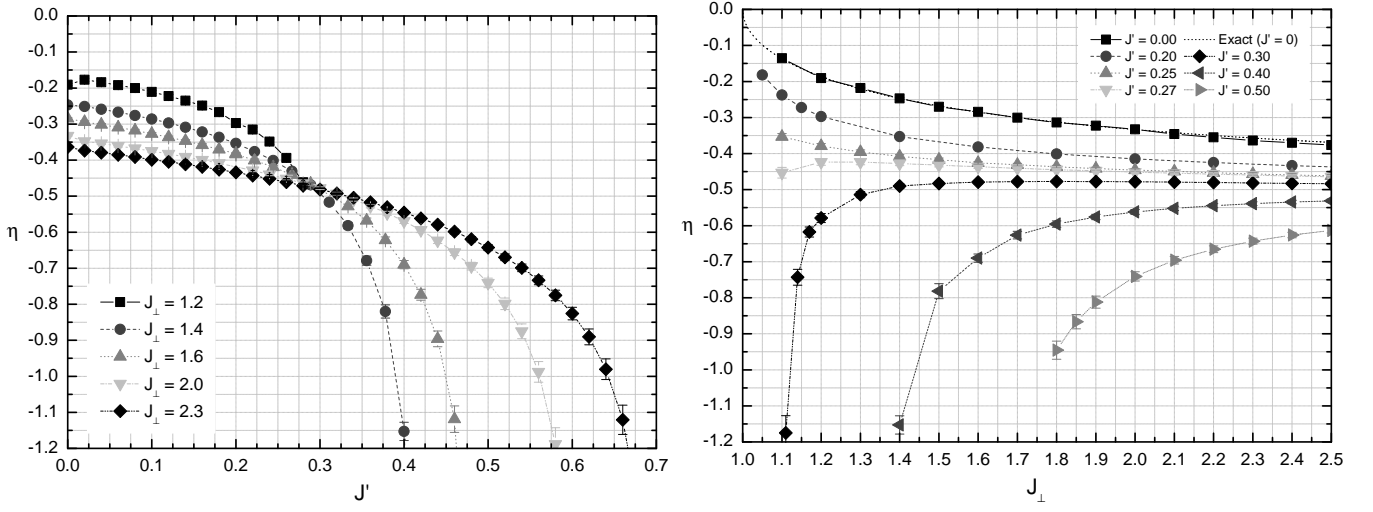 0.0
-0.1
-0.2
-0.3
-0.4
-0.5
-0.6
-0.7
-0.8
-0.9
-1.0
-1.1
-1.2
η
J⊥ = 1.2
J⊥ = 1.4
J⊥ = 1.6
J⊥ = 2.0
J⊥ = 2.3
0.0 0.1 0.2 0.3 0.4 0.5 0.6 0.7
J'
0.0
-0.1
-0.2
-0.3
-0.4
-0.5
-0.6
-0.7
-0.8
-0.9
-1.0
-1.1
-1.2
η
J' = 0.00 Exact (J' = 0)
J' = 0.20 J' = 0.30
J' = 0.25 J' = 0.40
J' = 0.27 J' = 0.50
1.0 1.1 1.2 1.3 1.4 1.5 1.6 1.7 1.8 1.9 2.0 2.1 2.2 2.3 2.4 2.5
J⊥